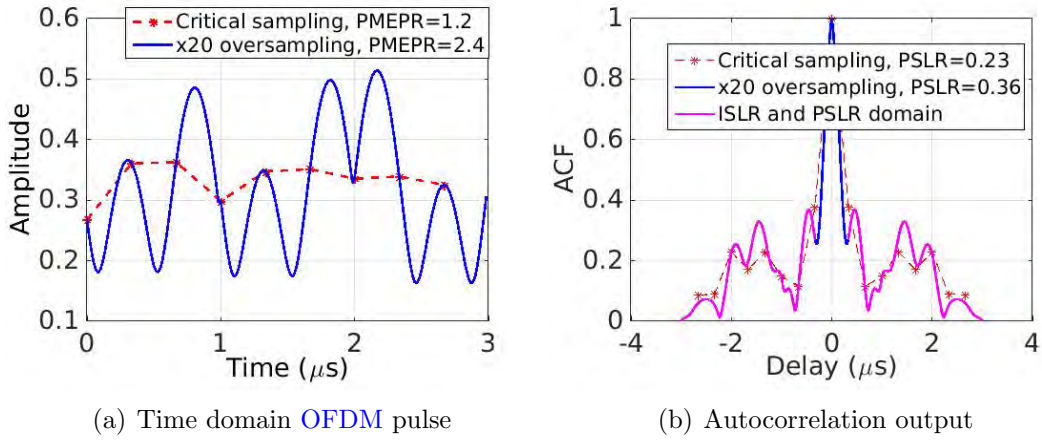 0.6
0.5
0.4
0.3
0.2
0.1
Amplitude
Critical sampling, PMEPR=1.2
x20 oversampling, PMEPR=2.4
0 1 2 3
Time (μs)
(a) Time domain OFDM pulse
1
0.8
0.6
0.4
0.2
0
ACF
Critical sampling, PSLR=0.23
x20 oversampling, PSLR=0.36
ISLR and PSLR domain
-4 -2 0 2 4
Delay (μs)
(b) Autocorrelation output